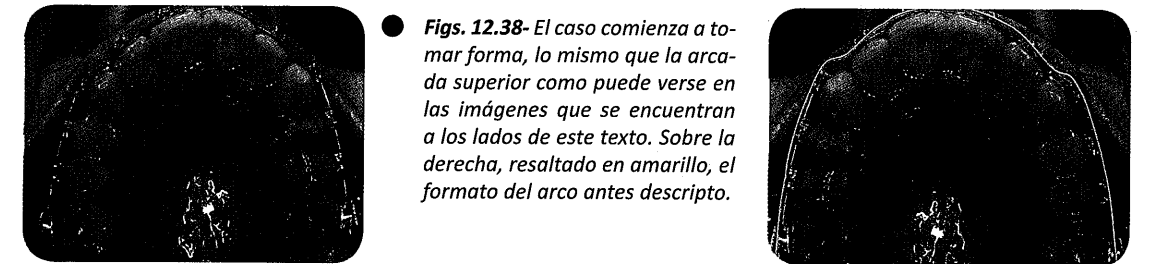 Figs. 12.38- El caso comienza a to-
mar forma, lo mismo que la arca-
da superior como puede verse en
las imágenes que se encuentran
a los lados de este texto. Sobre la
derecha, resaltado en amarillo, el
formato del arco antes descripto.